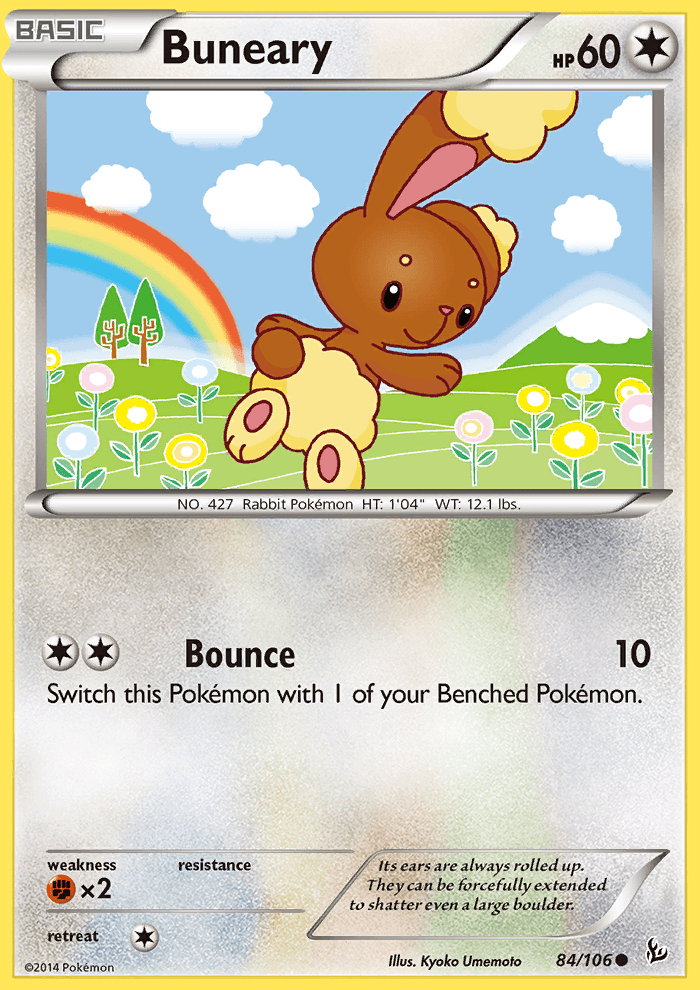 BASIC
Buneary
HP60
NO. 427 Rabbit Pokémon HT: 1'04" WT: 12.1 lbs.
Bounce 10
Switch this Pokémon with 1 of your Benched Pokémon.
weakness resistance
×2
retreat
Its ears are always rolled up.
They can be forcefully extended
to shatter even a large boulder.
Illus. Kyoko Umemoto 84/106
©2014 Pokémon